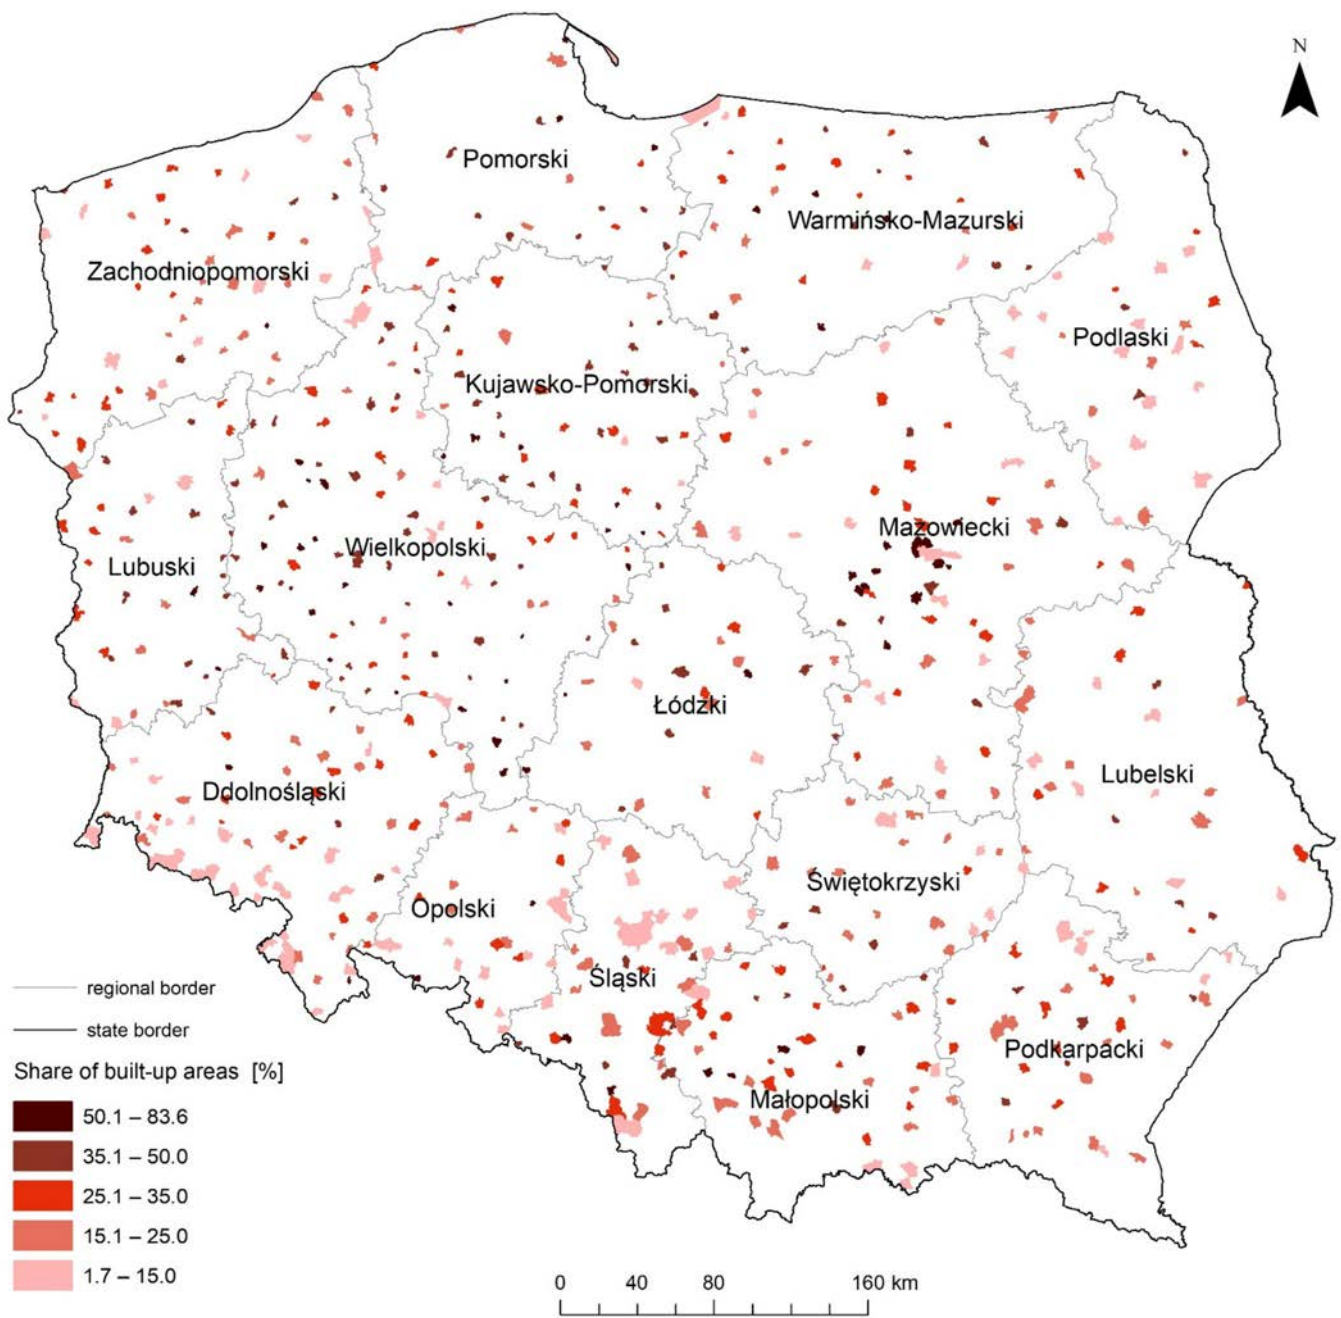 N
Pomorski
Warmińsko-Mazurski
Zachodniopomorski
Podlaski
Kujawsko-Pomorski
Mazowiecki
Wielkopolski
Lubuski
Łódzki
Lubelski
Ddolnośląski
Świętokrzyski
Opolski
Śląski
regional border
state border
Podkarpacki
Share of built-up areas [%]
Małopolski
50.1 – 83.6
35.1 – 50.0
25.1 – 35.0
15.1 – 25.0
1.7 – 15.0
0 40 80 160 km